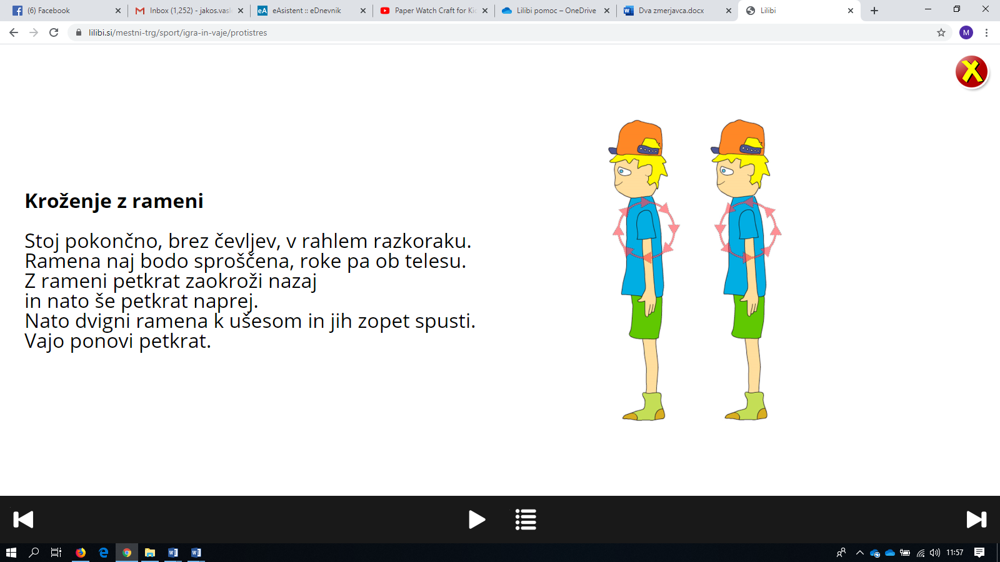 (6) Facebook
Inbox (1,252) - jakos.vasl
eAsistent :: eDnevnik
Paper Watch Craft for Kid
Lilibi pomoc – OneDrive
Dva zmerjavca.docx
Lilibi
lilibi.si/mestni-trg/sport/igra-in-vaje/protistres
M
X
Kroženje z rameni
Stoj pokončno, brez čevljev, v rahlem razkoraku.
Ramena naj bodo sproščena, roke pa ob telesu.
Z rameni petkrat zaokroži nazaj
in nato še petkrat naprej.
Nato dvigni ramena k ušesom in jih zopet spusti.
Vajo ponovi petkrat.
11:57